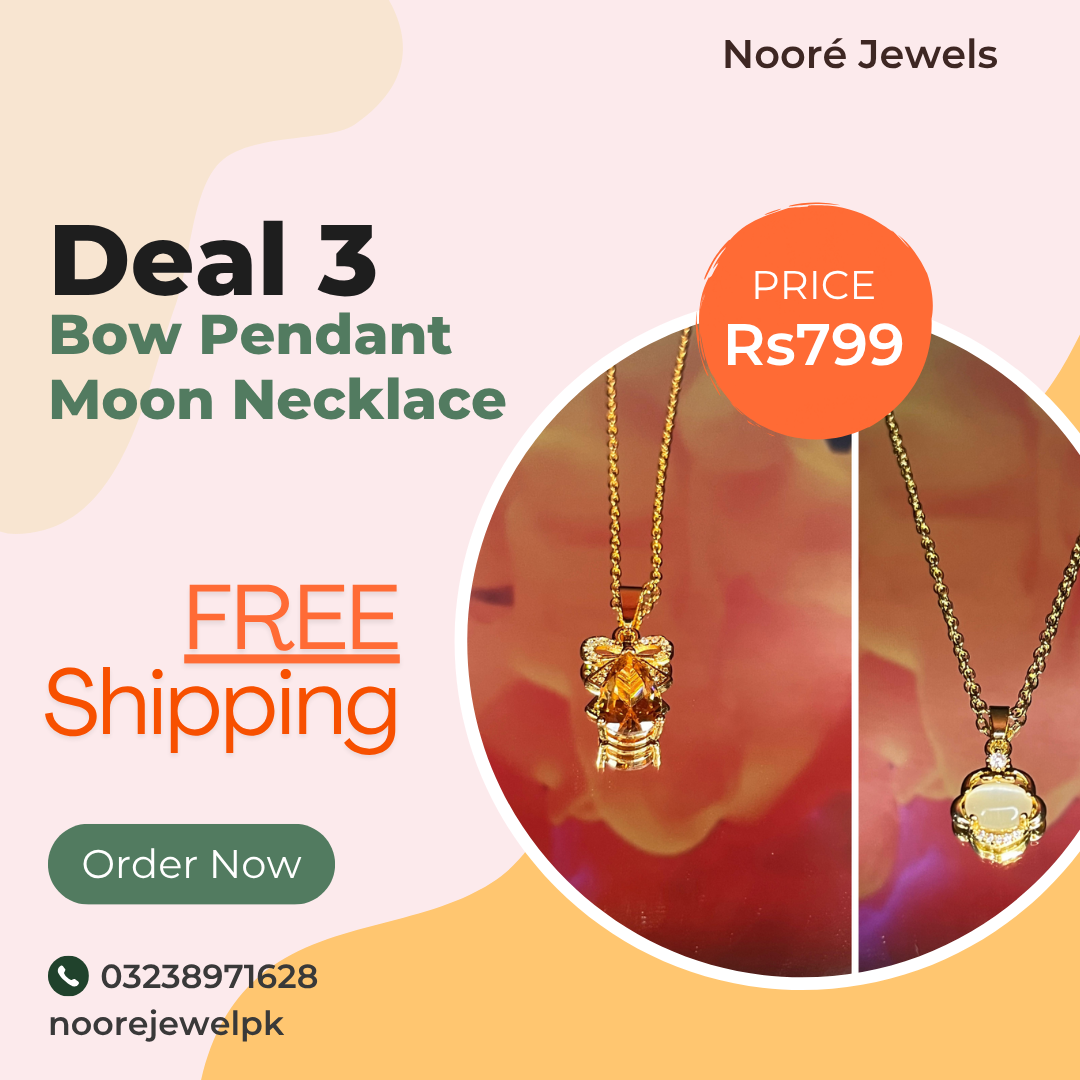 Nooré Jewels
Deal 3
Bow Pendant
Moon Necklace
PRICE
Rs799
FREE
Shipping
Order Now
03238971628
noorejewelpk